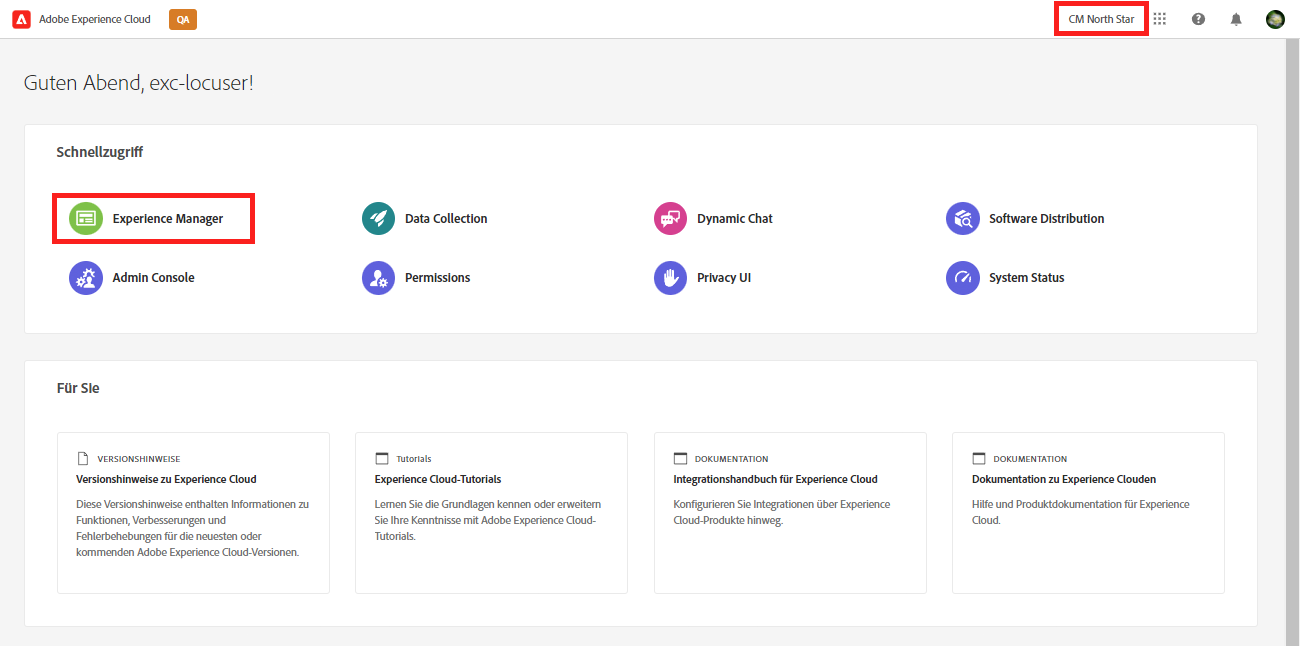 Adobe Experience Cloud QA CM North Star
Guten Abend, exc-locuser!
Schnellzugriff
Experience Manager Data Collection Dynamic Chat Software Distribution
Admin Console Permissions Privacy UI System Status
Für Sie
VERSIONSHINWEISE
Versionshinweise zu Experience Cloud
Diese Versionshinweise enthalten Informationen zu
Funktionen, Verbesserungen und
Fehlerbehebungen für die neuesten oder
kommenden Adobe Experience Cloud-Versionen.
Tutorials
Experience Cloud-Tutorials
Lernen Sie die Grundlagen kennen oder erweitern
Sie Ihre Kenntnisse mit Adobe Experience Cloud-
Tutorials.
DOKUMENTATION
Integrationshandbuch für Experience Cloud
Konfigurieren Sie Integrationen über Experience
Cloud-Produkte hinweg.
DOKUMENTATION
Dokumentation zu Experience Clouden
Hilfe und Produktdokumentation für Experience
Cloud.